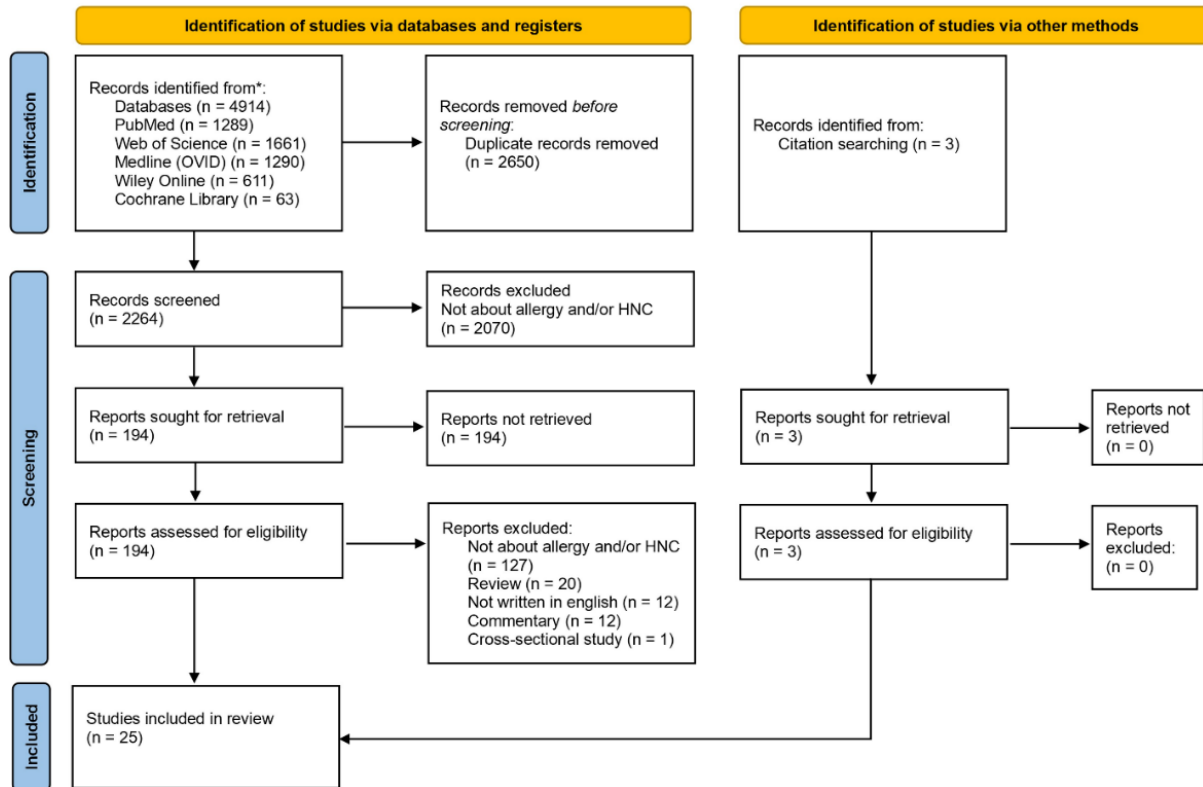 Identification of studies via databases and registers
Identification of studies via other methods
Identification
Records identified from*:
Databases (n = 4914)
PubMed (n = 1289)
Web of Science (n = 1661)
Medline (OVID) (n = 1290)
Wiley Online (n = 611)
Cochrane Library (n = 63)
Records removed before
screening:
Duplicate records removed
(n = 2650)
Records identified from:
Citation searching (n = 3)
Screening
Records screened
(n = 2264)
Records excluded
Not about allergy and/or HNC
(n = 2070)
Reports sought for retrieval
(n = 194)
Reports not retrieved
(n = 194)
Reports sought for retrieval
(n = 3)
Reports not
retrieved
(n = 0)
Reports assessed for eligibility
(n = 194)
Reports excluded:
Not about allergy and/or HNC
(n = 127)
Review (n = 20)
Not written in english (n = 12)
Commentary (n = 12)
Cross-sectional study (n = 1)
Reports assessed for eligibility
(n = 3)
Reports
excluded:
(n = 0)
Included
Studies included in review
(n = 25)